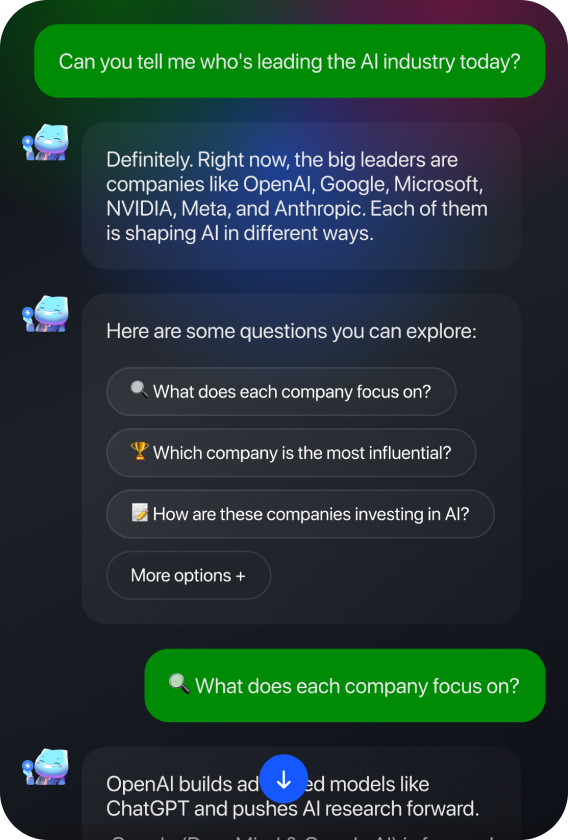 Can you tell me who's leading the AI industry today?
Definitely. Right now, the big leaders are
companies like OpenAI, Google, Microsoft,
NVIDIA, Meta, and Anthropic. Each of them
is shaping AI in different ways.
Here are some questions you can explore:
🔍 What does each company focus on?
🏆 Which company is the most influential?
📝 How are these companies investing in AI?
More options +
🔍 What does each company focus on?
OpenAI builds ad ed models like
ChatGPT and pushes AI research forward.